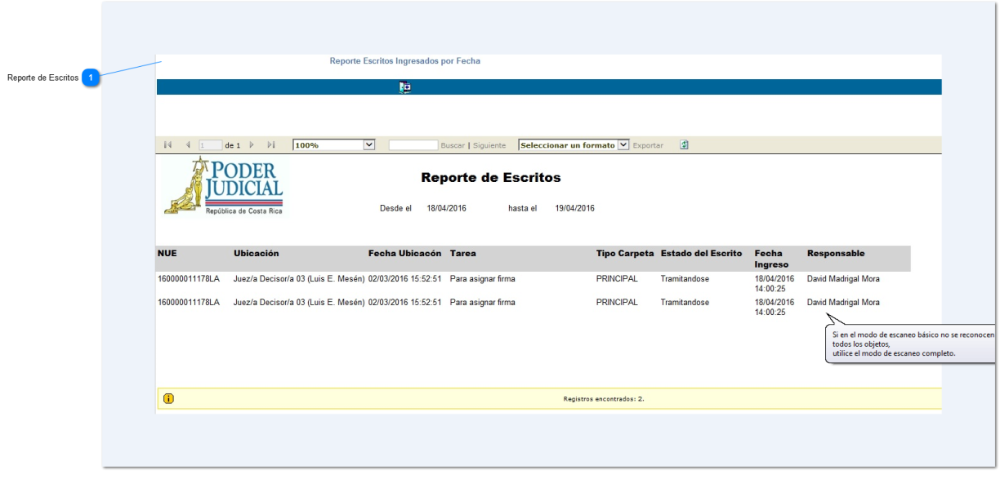 Reporte Escritos Ingresados por Fecha
Reporte de Escritos 1
1 de 1 100% Buscar | Siguiente Seleccionar un formato Exportar
PODER
JUDICIAL
República de Costa Rica
Reporte de Escritos
Desde el 18/04/2016 hasta el 19/04/2016
NUE Ubicación Fecha Ubicacón Tarea Tipo Carpeta Estado del Escrito Fecha Ingreso Responsable
160000011178LA Juez/a Decisor/a 03 (Luis E. Mesén) 02/03/2016 15:52:51 Para asignar firma PRINCIPAL Tramitandose 18/04/2016 14:00:25 David Madrigal Mora
160000011178LA Juez/a Decisor/a 03 (Luis E. Mesén) 02/03/2016 15:52:51 Para asignar firma PRINCIPAL Tramitandose 18/04/2016 14:00:25 David Madrigal Mora
Si en el modo de escaneo básico no se reconocen
todos los objetos,
utilice el modo de escaneo completo.
Registros encontrados: 2.